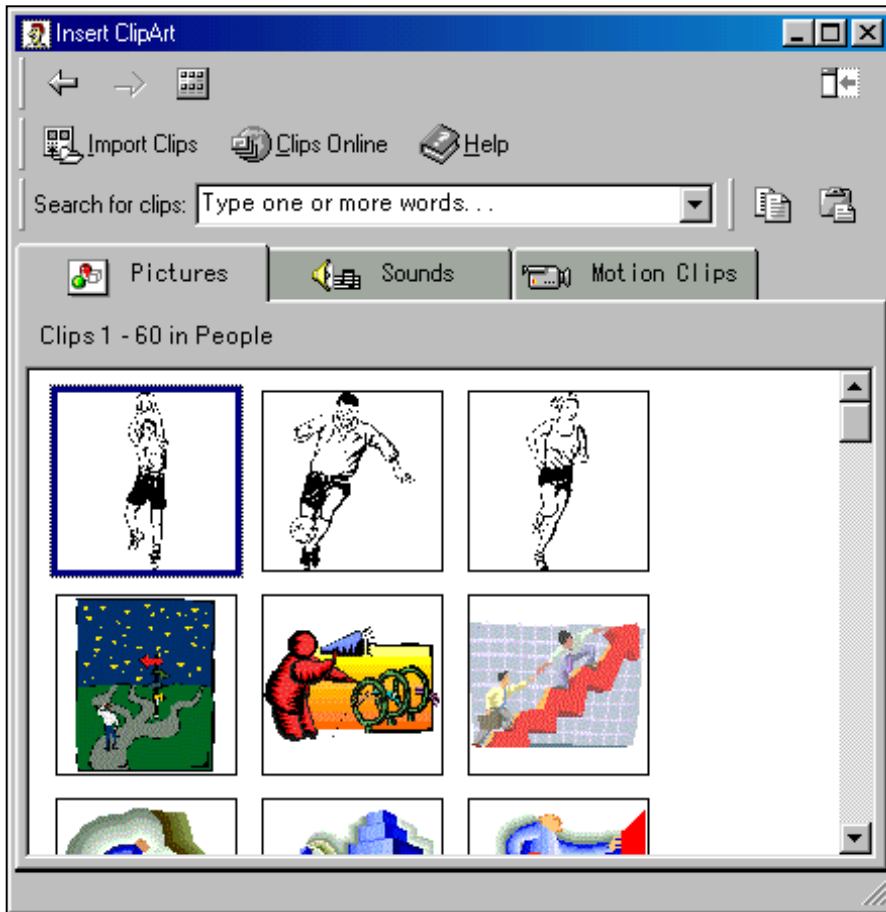 Insert ClipArt
Import Clips Clips Online Help
Search for clips: Type one or more words...
Pictures Sounds Motion Clips
Clips 1 - 60 in People